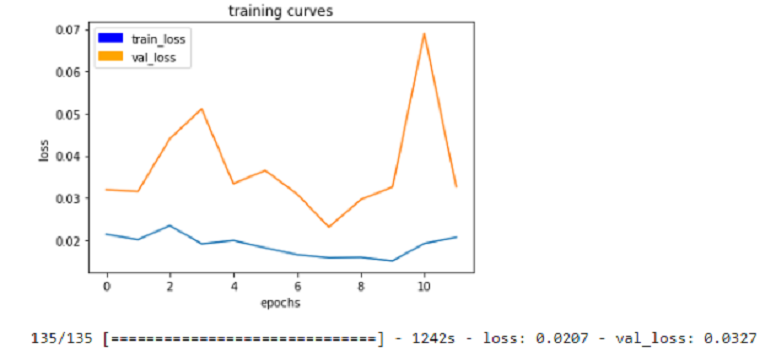 training curves
0.07
0.06
0.05
0.04
0.03
0.02
loss
train_loss
val_loss
0 2 4 6 8 10
epochs
135/135 [==============================] - 1242s - loss: 0.0207 - val_loss: 0.0327